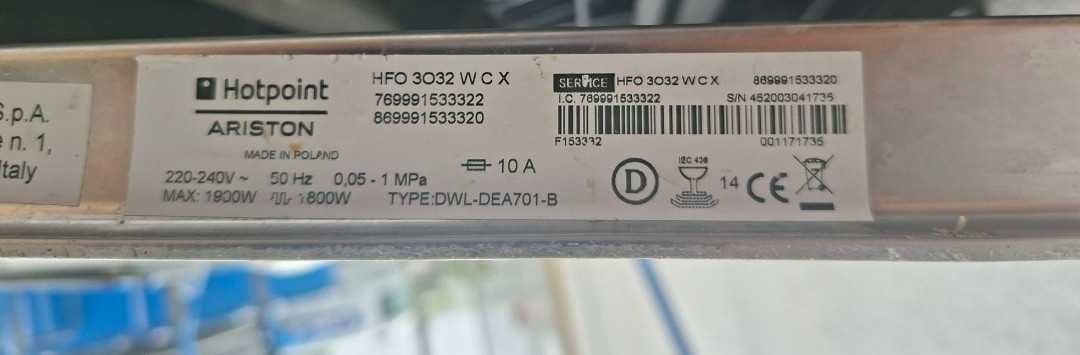 S.p.A.
e n. 1,
Italy
Hotpoint
ARISTON
MADE IN POLAND
HFO 3O32 W C X
769991533322
869991533320
220-240V ~ 50 Hz 0,05 - 1 MPa
MAX: 1900W 1800W TYPE:DWL-DEA701-B
10 A
SERVICE HFO 3O32 W C X 869991533320
I.C. 769991533322 S/N 452003041735
F153332 001171735
D
IEC 436
14 CE